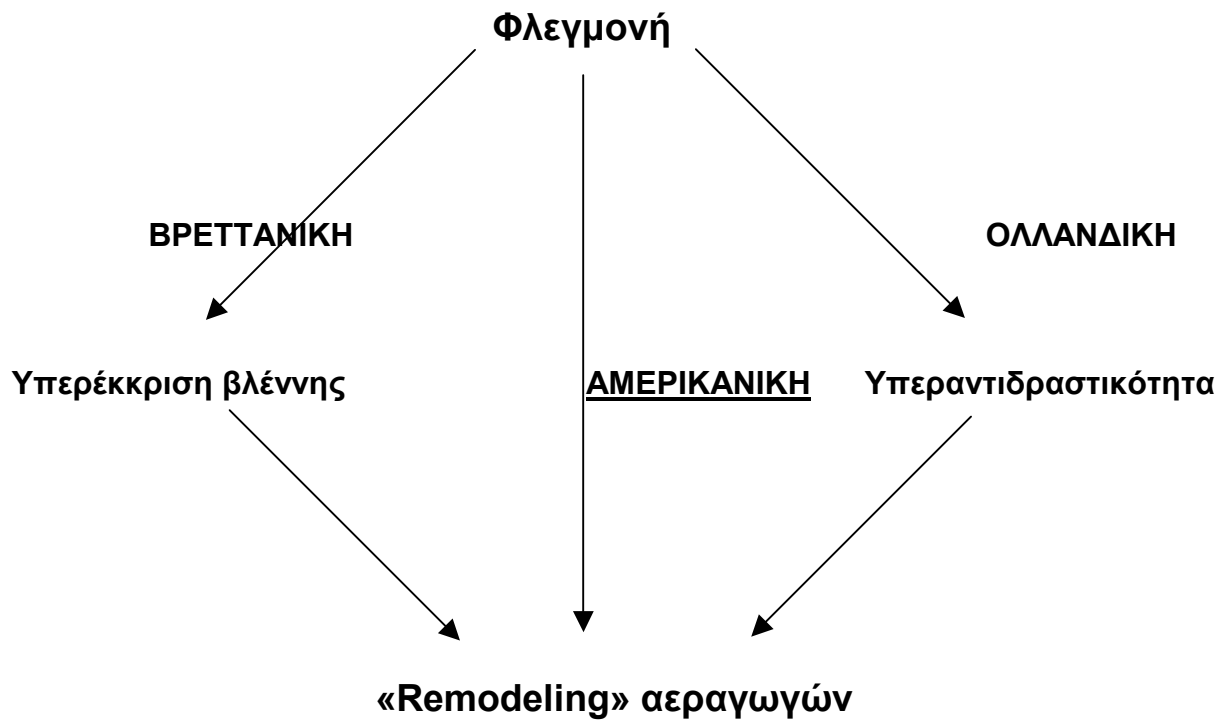 Φλεγμονή
ΒΡΕΤΤΑΝΙΚΗ
ΟΛΛΑΝΔΙΚΗ
Υπερέκκριση βλέννης
ΑΜΕΡΙΚΑΝΙΚΗ
Υπεραντιδραστικότητα
«Remodeling» αεραγωγών